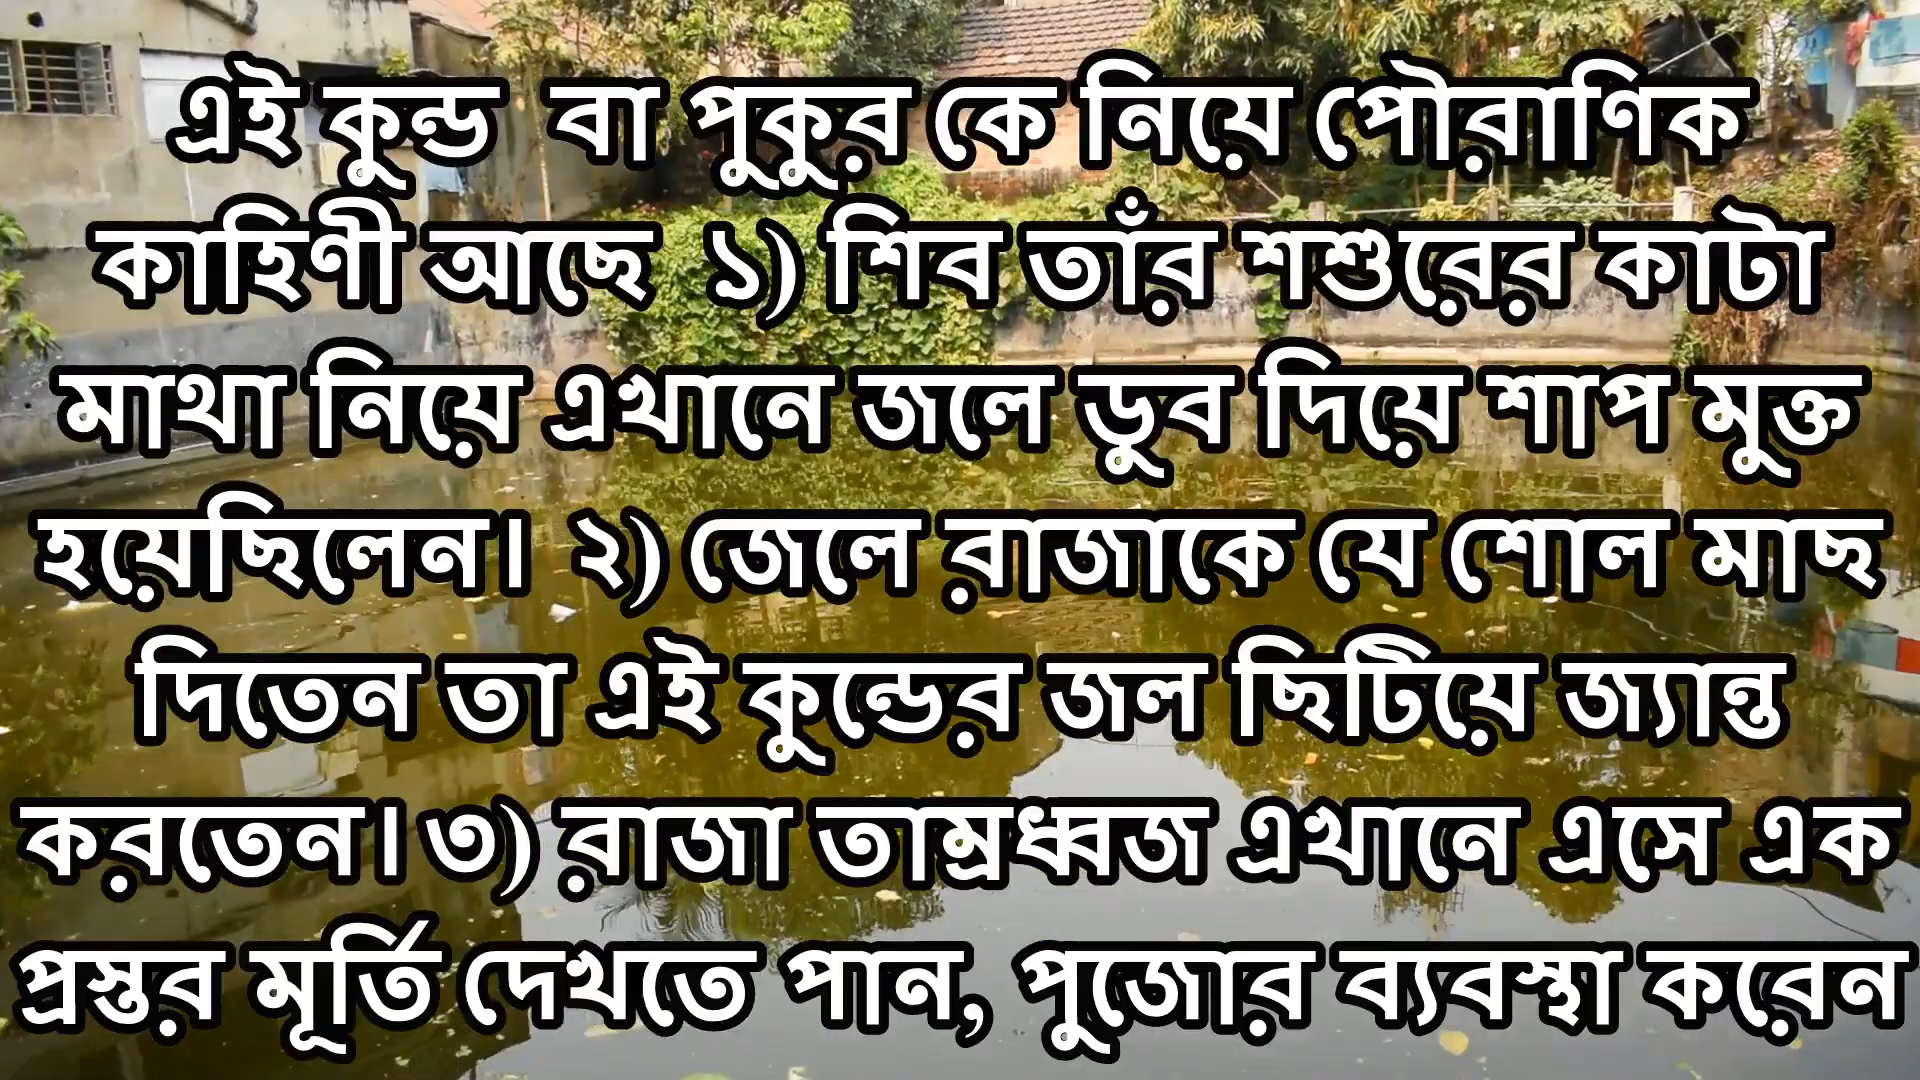 এই কুন্ড বা পুকুর কে নিয়ে পৌরাণিক
কাহিণী আছে ১) শিব তাঁর শশুরের কাটা
মাথা নিয়ে এখানে জলে ডুব দিয়ে শাপ মুক্ত
হয়েছিলেন। ২) জেলে রাজাকে যে শোল মাছ
দিতেন তা এই কুন্ডের জল ছিটিয়ে জ্যান্ত
করতেন। ৩) রাজা তাম্রধ্বজ এখানে এসে এক
প্রস্তর মূর্তি দেখতে পান, পুজোর ব্যবস্থা করেন